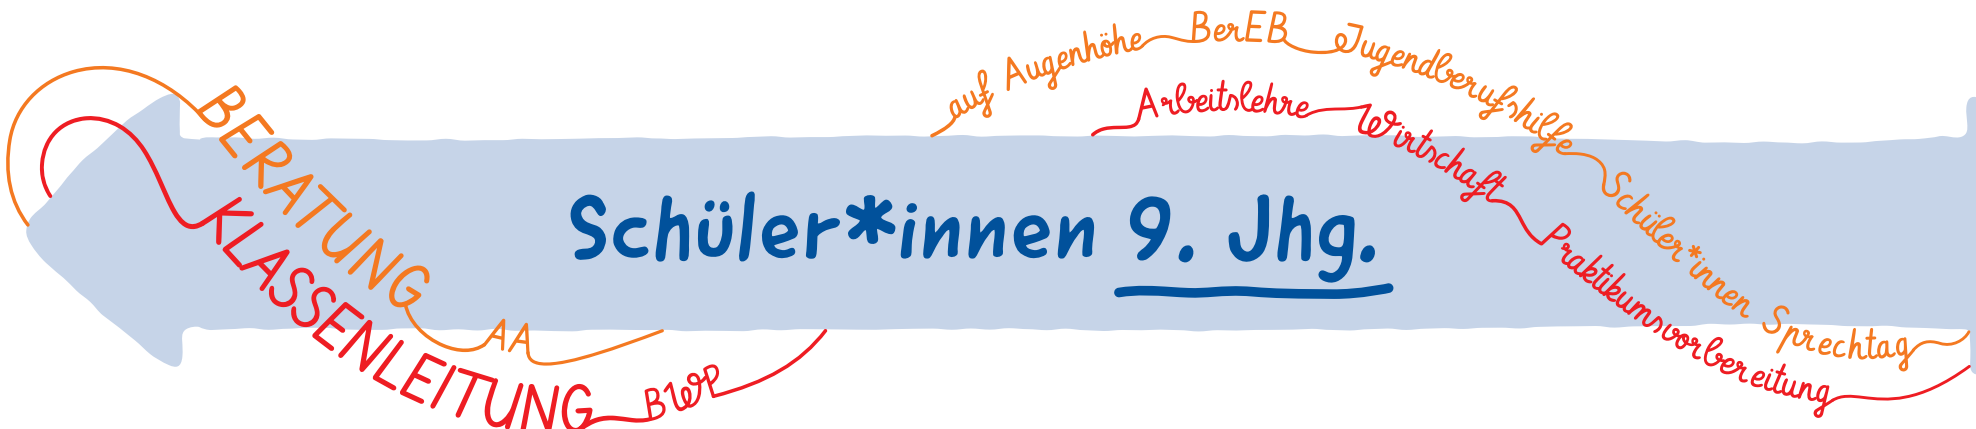 auf Augenhöhe BerEB Jugendberufshilfe Schüler*innen Sprechtag
Arbeitslehre Wirtschaft Praktikumsvorbereitung
Schüler*innen 9. Jhg.
BERATUNG AA
KLASSENLEITUNG BWP